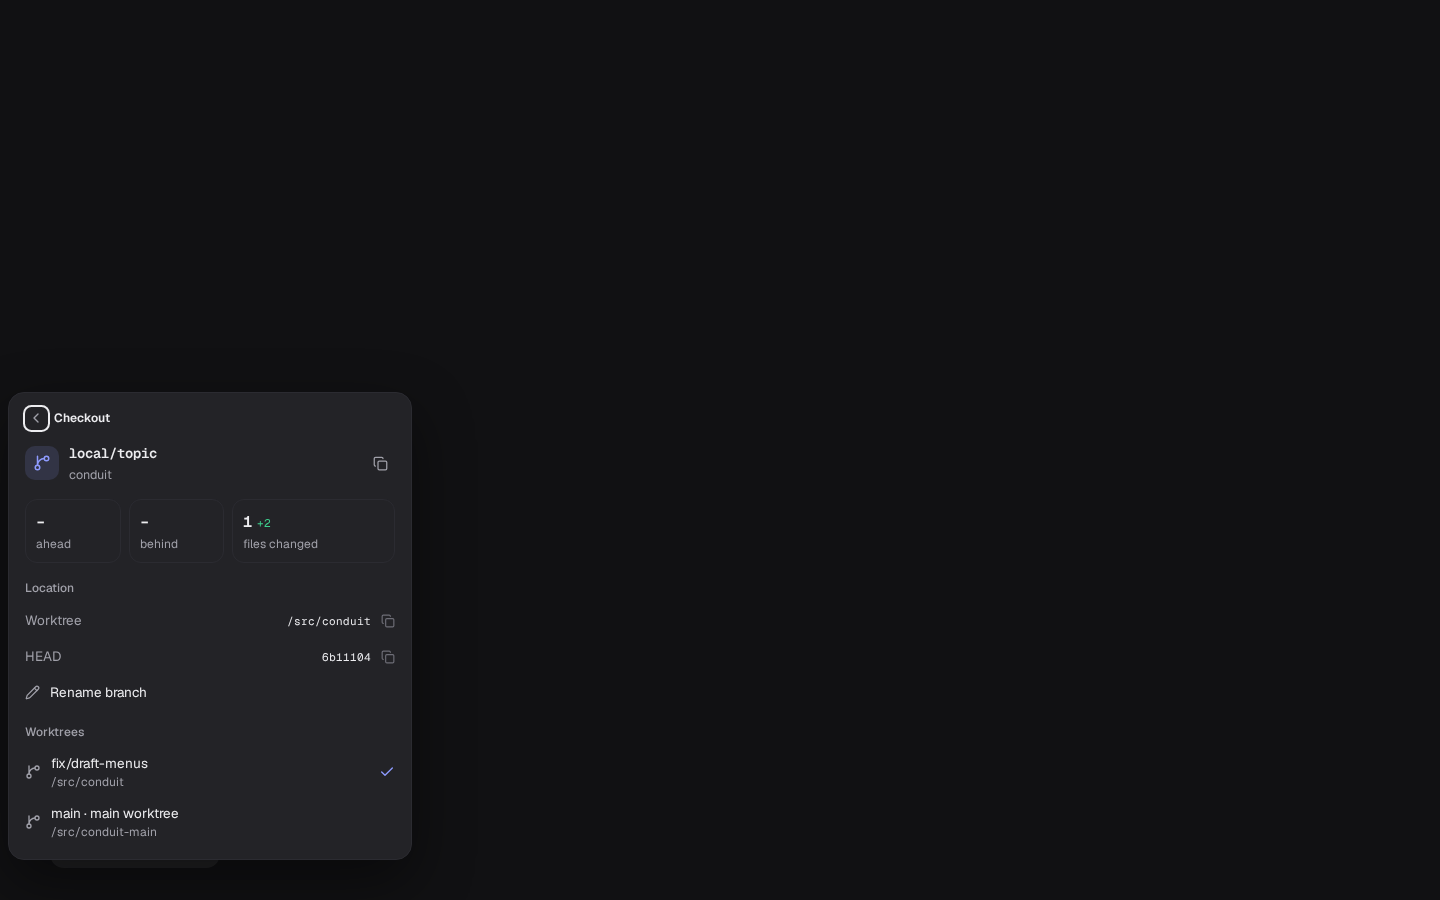 Checkout
local/topic
conduit
-
ahead
-
behind
1 +2
files changed
Location
Worktree /src/conduit
HEAD 6b11104
Rename branch
Worktrees
fix/draft-menus
/src/conduit
main · main worktree
/src/conduit-main